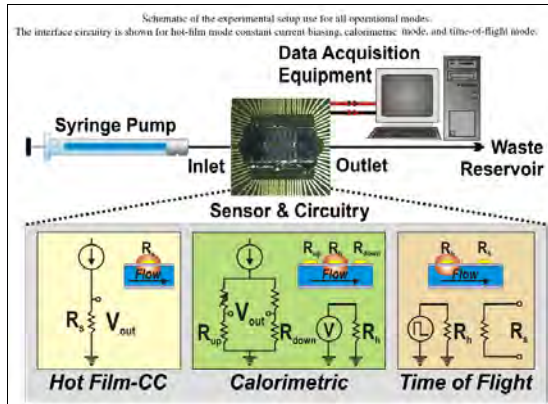 Schematic of the experimental setup use for all operational modes.
The interface circuitry is shown for hot-film mode constant current biasing, calorimetric mode, and time-of-flight mode.
Data Acquisition
Equipment
Syringe Pump
Inlet
Outlet
Waste
Reservoir
Sensor & Circuitry
Rs
Flow
Rs
Vout
Hot Film-CC
Rup Rh Rdown
Flow
Vout
Rup
Rdown
V
Rh
Calorimetric
Rh
Rs
Flow
Rh
Rs
Time of Flight